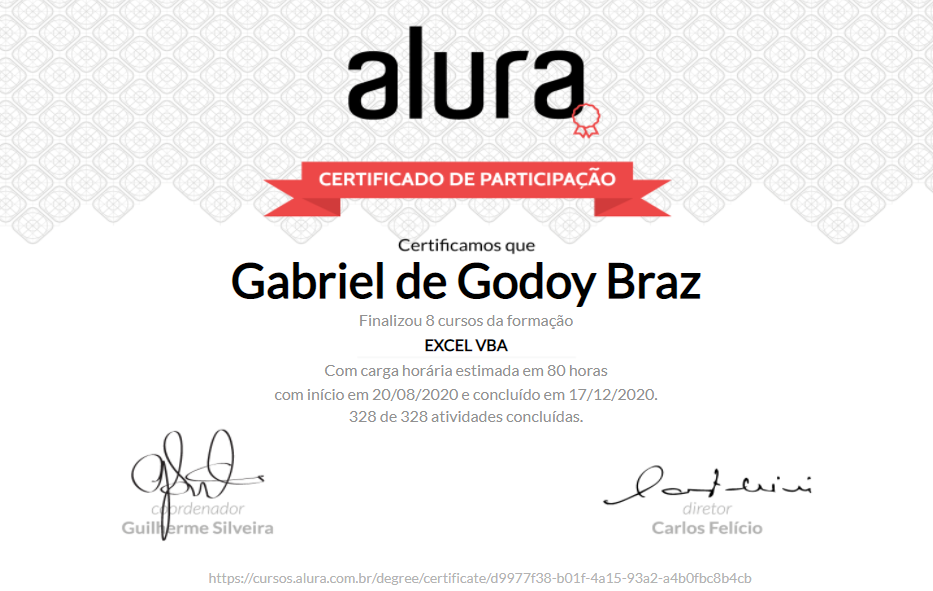 alura
CERTIFICADO DE PARTICIPAÇÃO
Certificamos que
Gabriel de Godoy Braz
Finalizou 8 cursos da formação
EXCEL VBA
Com carga horária estimada em 80 horas
com início em 20/08/2020 e concluído em 17/12/2020.
328 de 328 atividades concluídas.
coordenador
Guilherme Silveira
diretor
Carlos Felício
https://cursos.alura.com.br/degree/certificate/d9977f38-b01f-4a15-93a2-a4b0fbc8b4cb